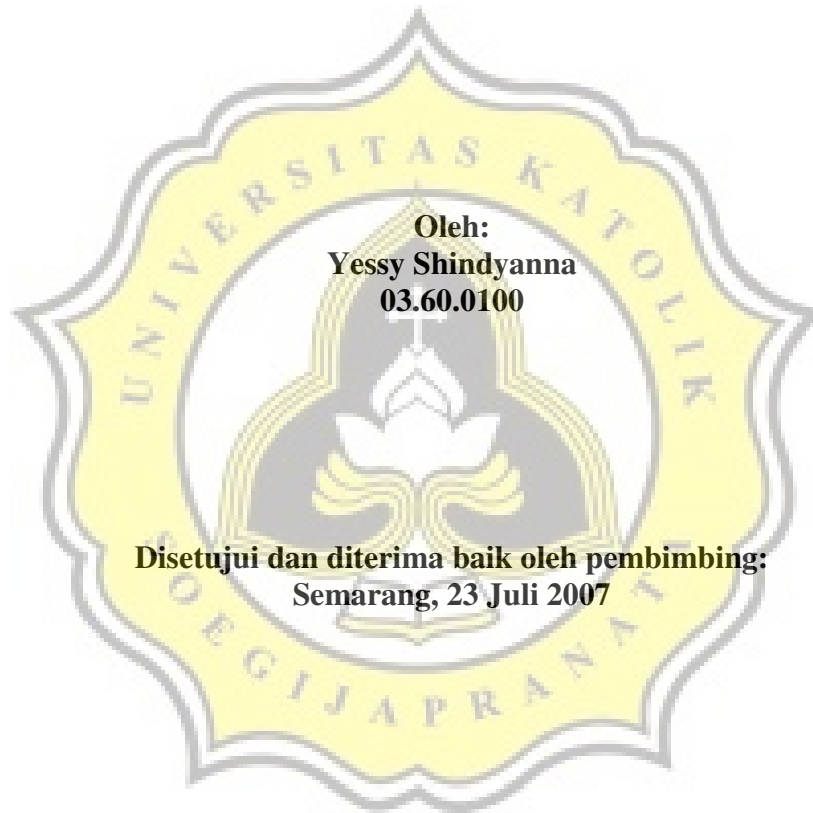 UNIVERSITAS KATOLIK
Oleh:
Yessy Shindyanna
03.60.0100
Disetujui dan diterima baik oleh pembimbing:
Semarang, 23 Juli 2007
SOEGIJAPRANATA